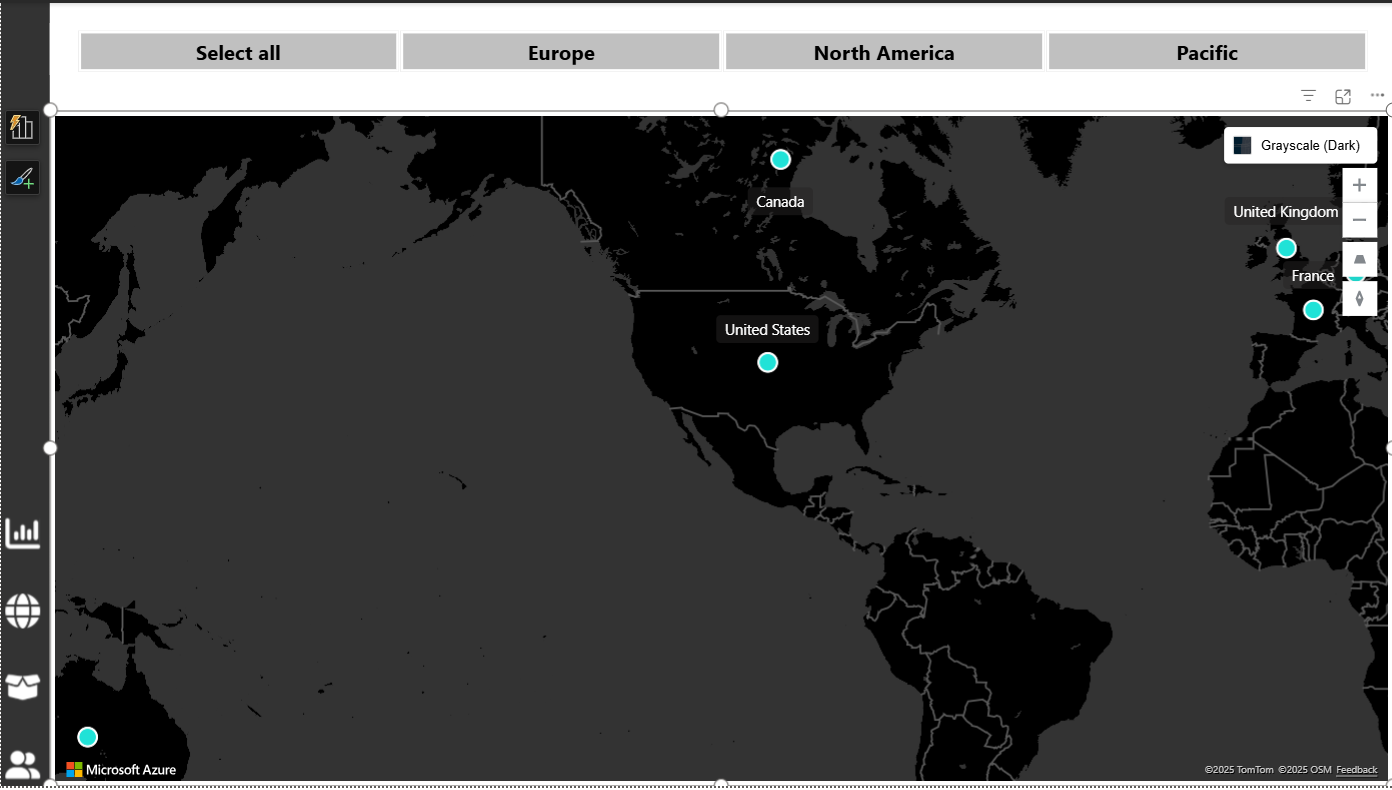 Select all
Europe
North America
Pacific
Grayscale (Dark)
Canada
United Kingdom
France
United States
Microsoft Azure
©2025 TomTom ©2025 OSM Feedback